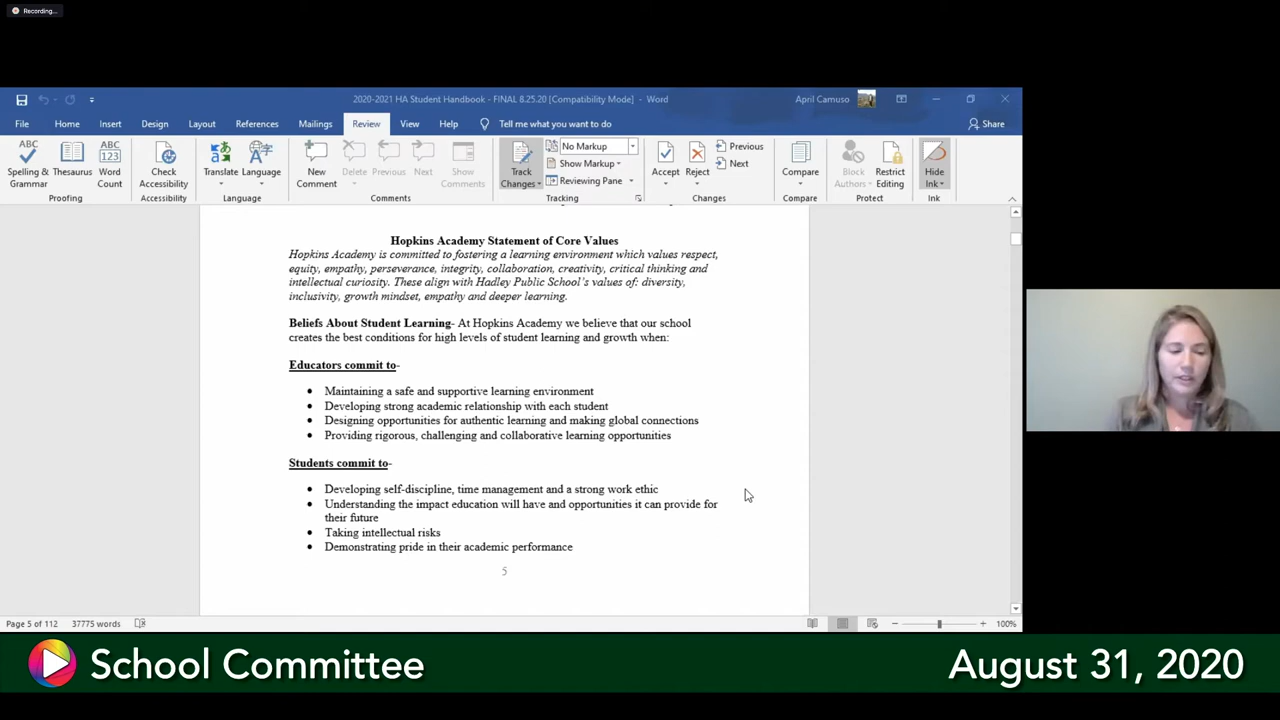 Recording...
2020-2021 HA Student Handbook - FINAL 8.25.20 [Compatibility Mode] - Word
April Camuso
File Home Insert Design Layout References Mailings Review View Help Tell me what you want to do Share
ABC
Spelling &
Grammar
Thesaurus
ABC
123
Word
Count
Proofing
Check
Accessibility
Accessibility
Translate
Language
Language
New
Comment
Delete
Previous
Next
Show
Comments
Comments
Track
Changes
No Markup
Show Markup
Reviewing Pane
Tracking
Accept
Reject
Previous
Next
Changes
Compare
Compare
Block
Authors
Restrict
Editing
Protect
Hide
Ink
Ink
Hopkins Academy Statement of Core Values
Hopkins Academy is committed to fostering a learning environment which values respect,
equity, empathy, perseverance, integrity, collaboration, creativity, critical thinking and
intellectual curiosity. These align with Hadley Public School's values of: diversity,
inclusivity, growth mindset, empathy and deeper learning.
Beliefs About Student Learning- At Hopkins Academy we believe that our school
creates the best conditions for high levels of student learning and growth when:
Educators commit to-
• Maintaining a safe and supportive learning environment
• Developing strong academic relationship with each student
• Designing opportunities for authentic learning and making global connections
• Providing rigorous, challenging and collaborative learning opportunities
Students commit to-
• Developing self-discipline, time management and a strong work ethic
• Understanding the impact education will have and opportunities it can provide for
their future
• Taking intellectual risks
• Demonstrating pride in their academic performance
5
Page 5 of 112 37775 words
100%
School Committee
August 31, 2020